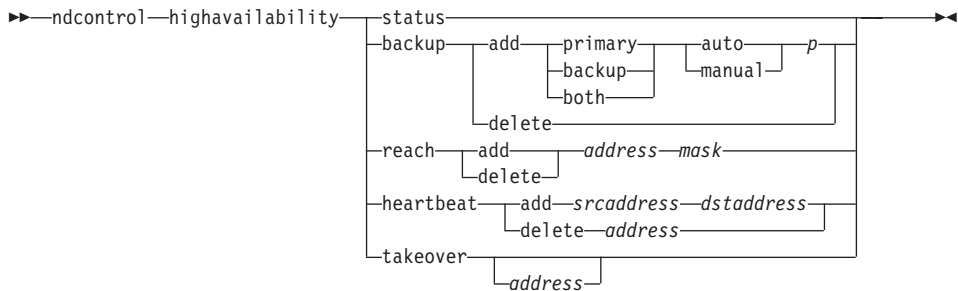 ndcontrol highavailability status
backup add primary auto p
backup manual
both
delete
reach add address mask
delete
heartbeat add srcaddress dstaddress
delete address
takeover
address